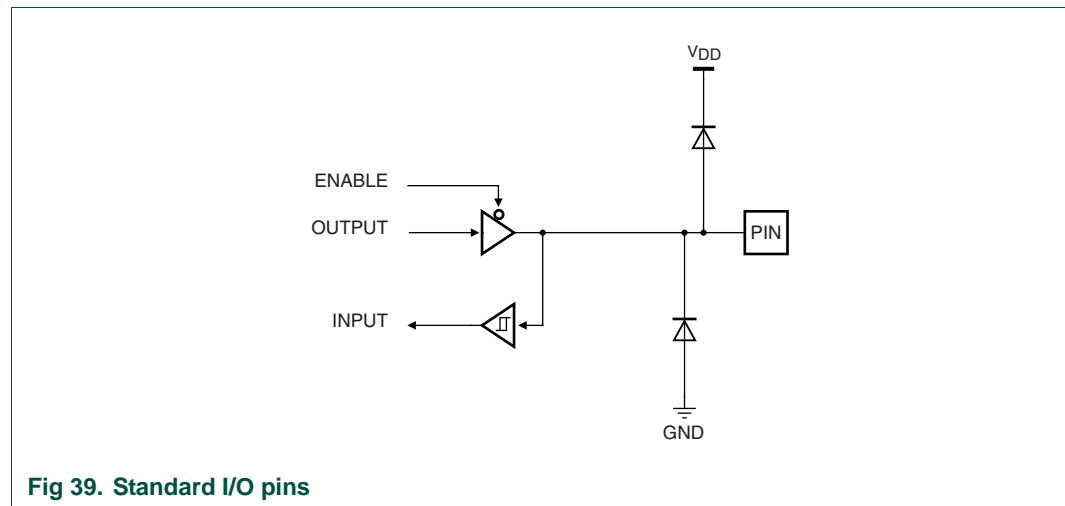 VDD
ENABLE
OUTPUT
PIN
INPUT
GND
Fig 39. Standard I/O pins